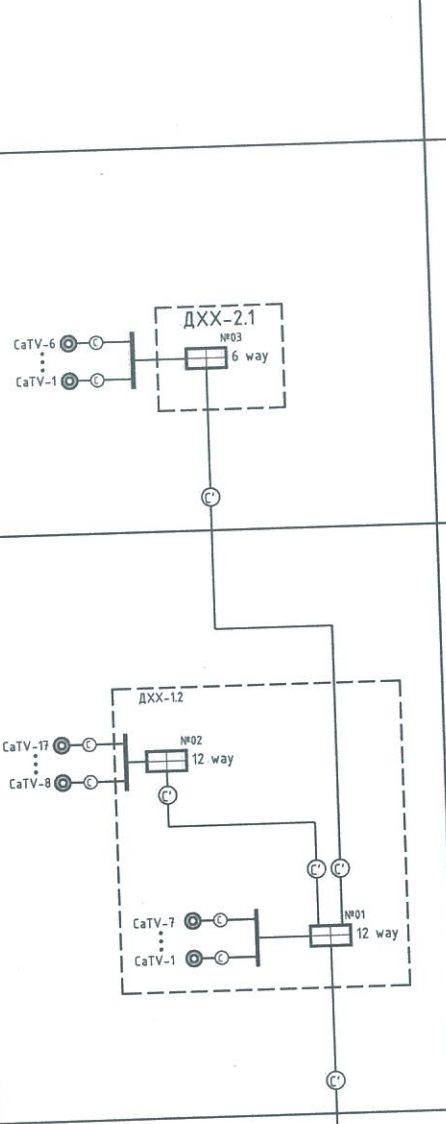 ДХХ-2.1
№03
6 way
CaTV-6
C
CaTV-1
C
C'
ДХХ-1.2
№02
12 way
CaTV-17
C
CaTV-8
C
C'
C'
C'
№01
12 way
CaTV-7
C
CaTV-1
C
C'